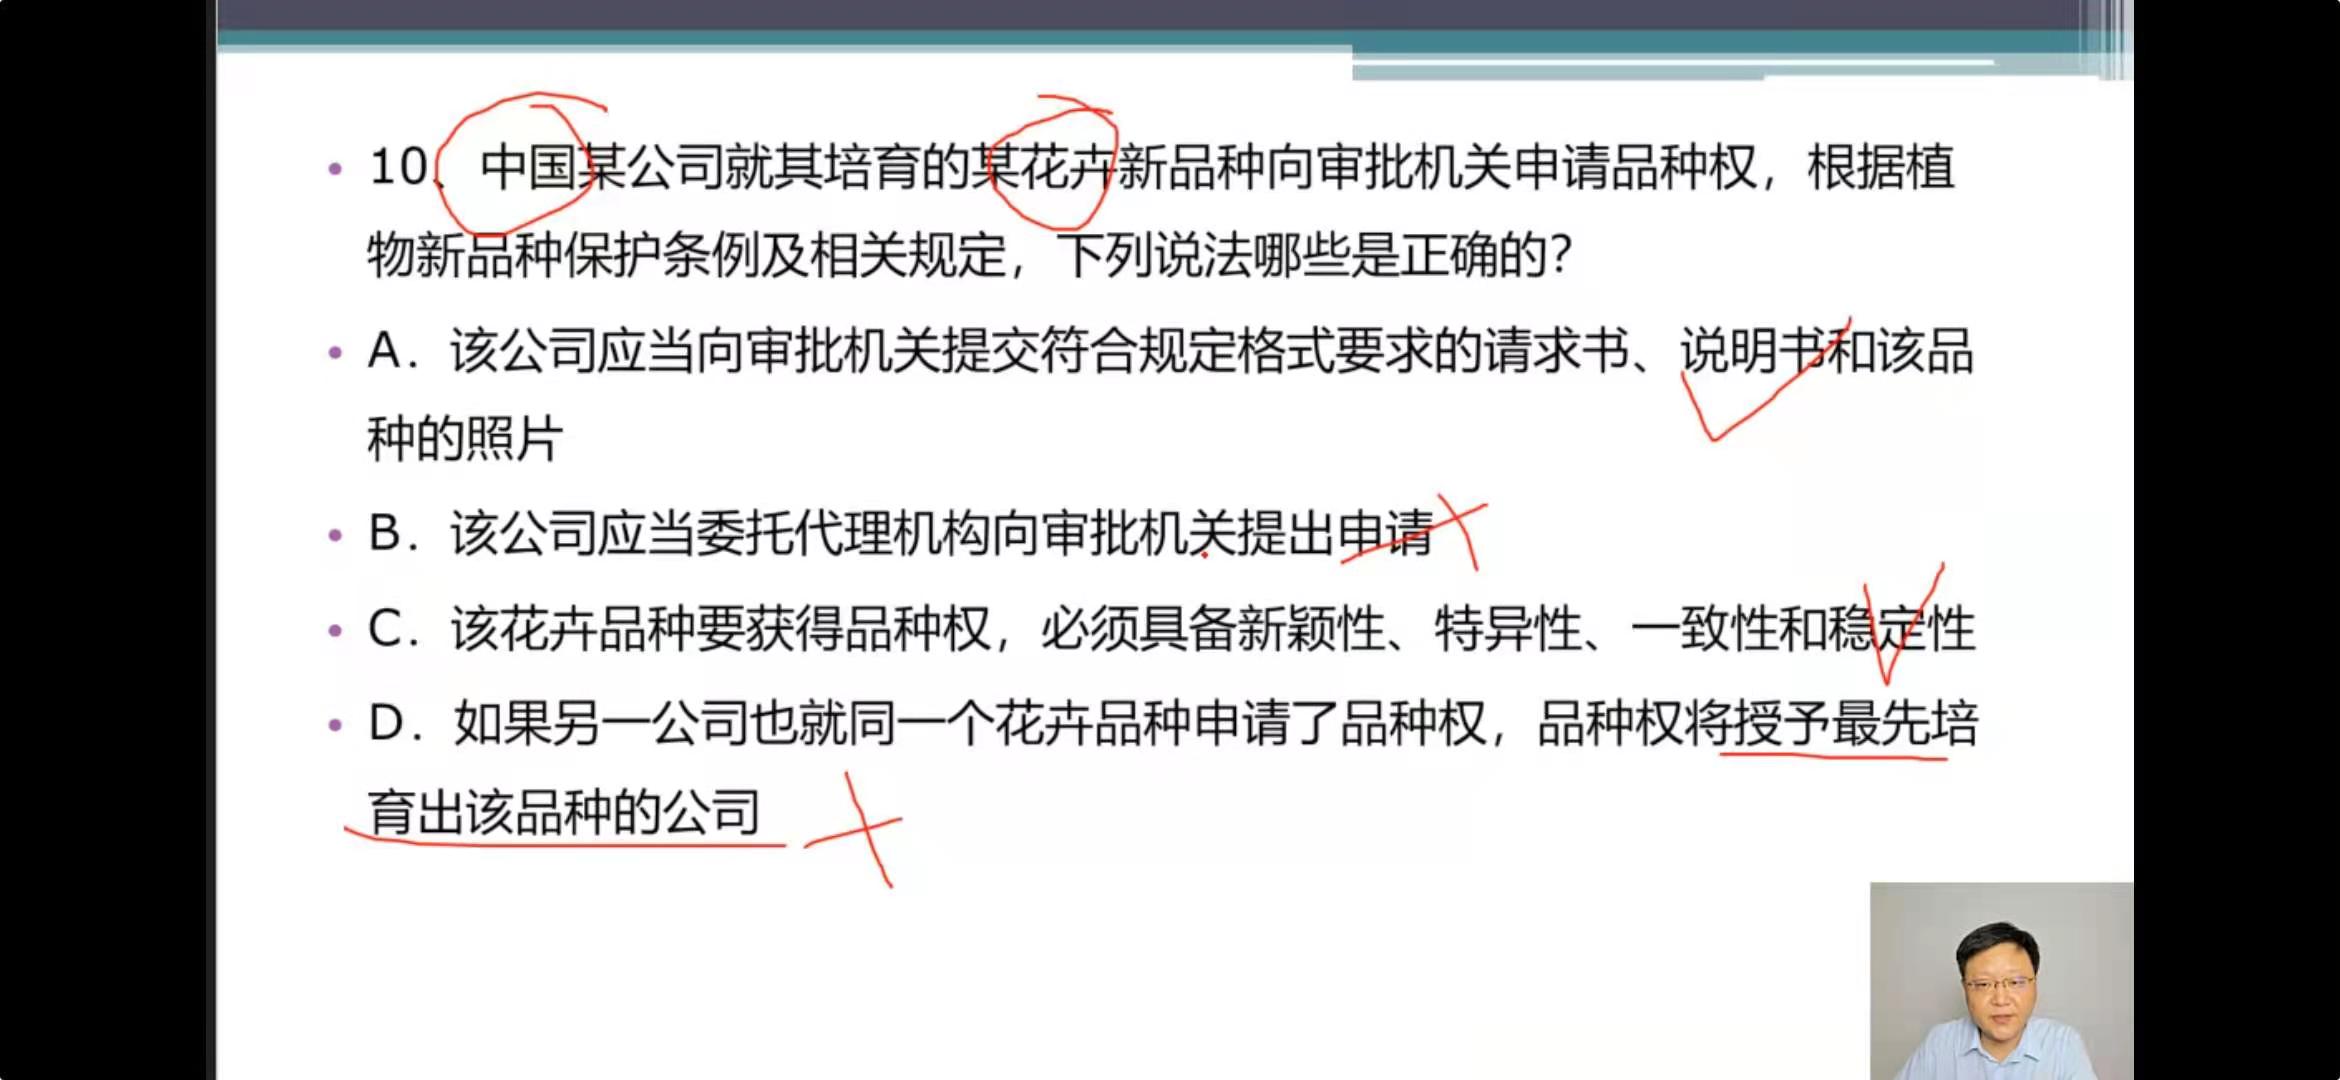 10、中国某公司就其培育的某花卉新品种向审批机关申请品种权，根据植
物新品种保护条例及相关规定，下列说法哪些是正确的？
A．该公司应当向审批机关提交符合规定格式要求的请求书、说明书和该品
种的照片
B．该公司应当委托代理机构向审批机关提出申请
C．该花卉品种要获得品种权，必须具备新颖性、特异性、一致性和稳定性
D．如果另一公司也就同一个花卉品种申请了品种权，品种权将授予最先培
育出该品种的公司